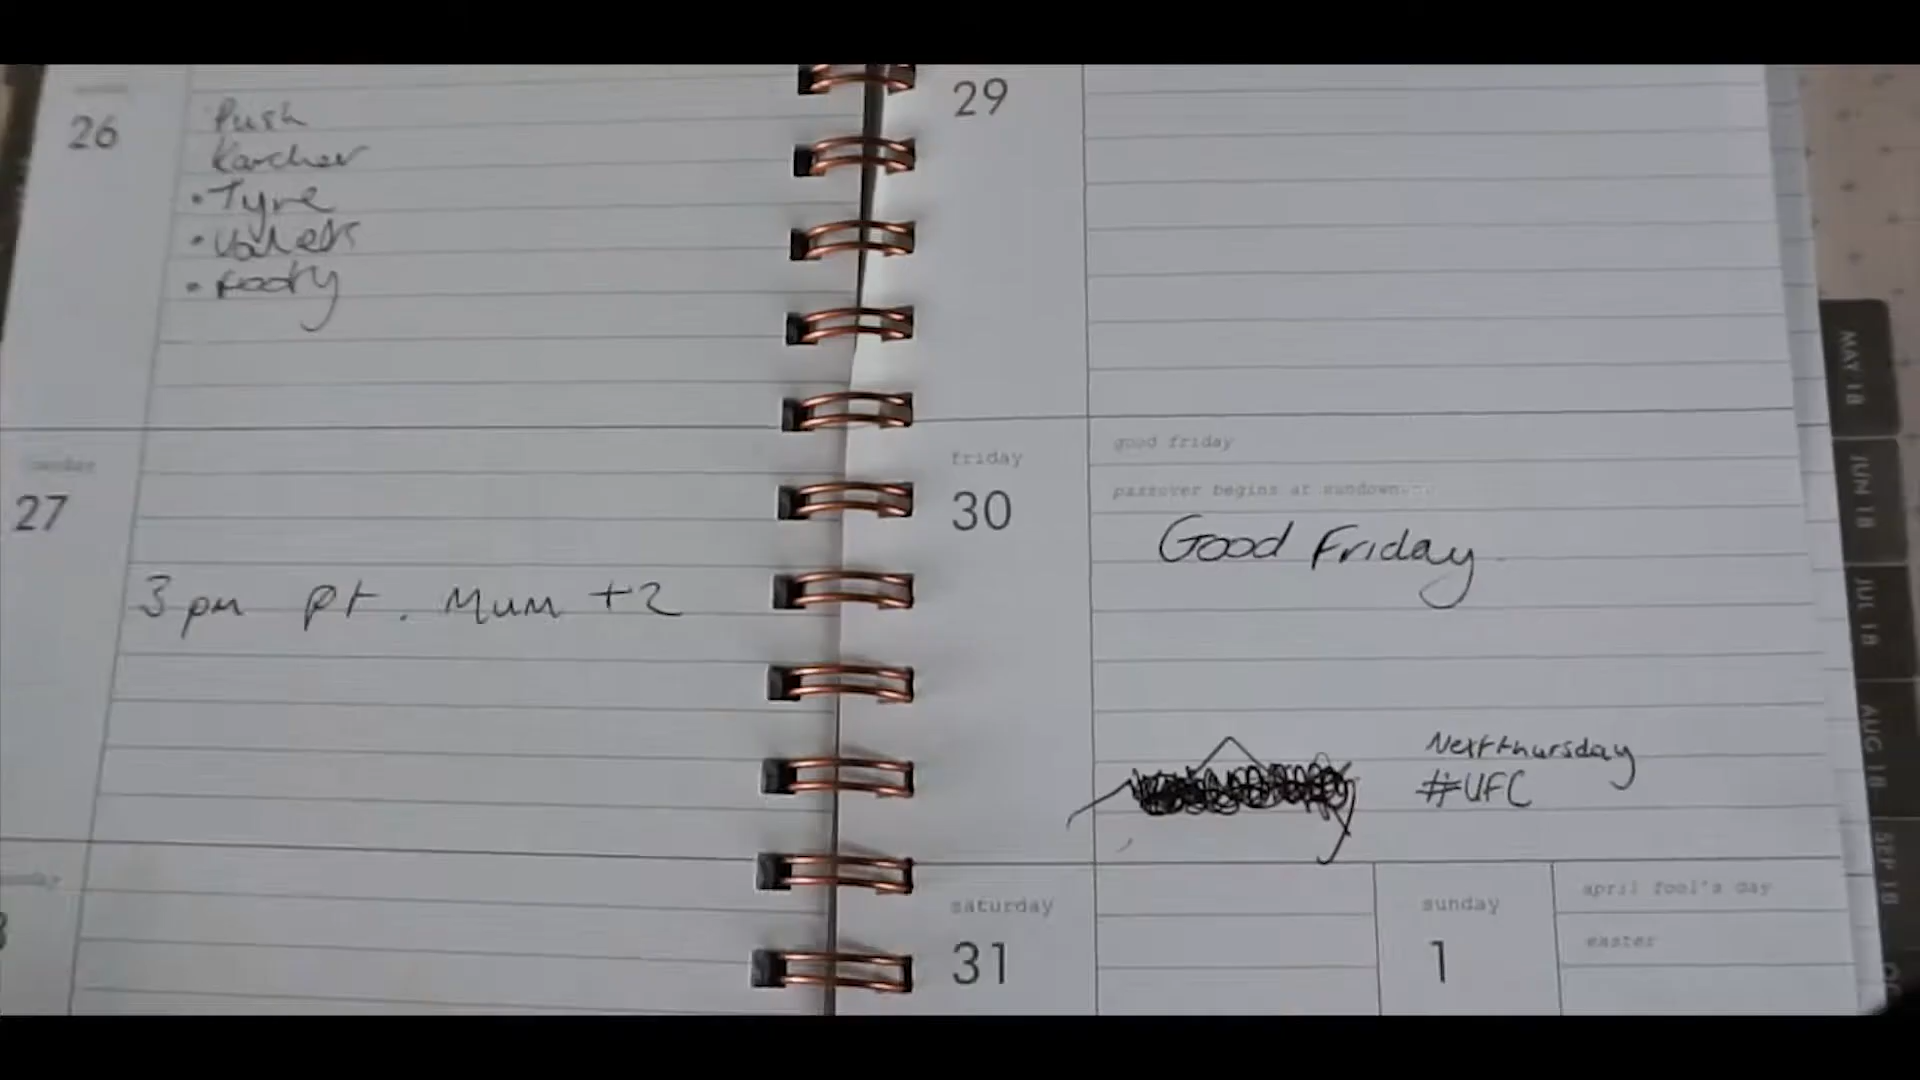 26
Push
Karcher
• Tyre
• footy
27
3pm pt. Mum +2
29
friday
30
good friday
passover begins at sundown
Good Friday
Next thursday
#UFC
saturday
31
sunday
1
april fool's day
easter
MAY 18
JUN 18
JUL 18
AUG 18
SEP 18